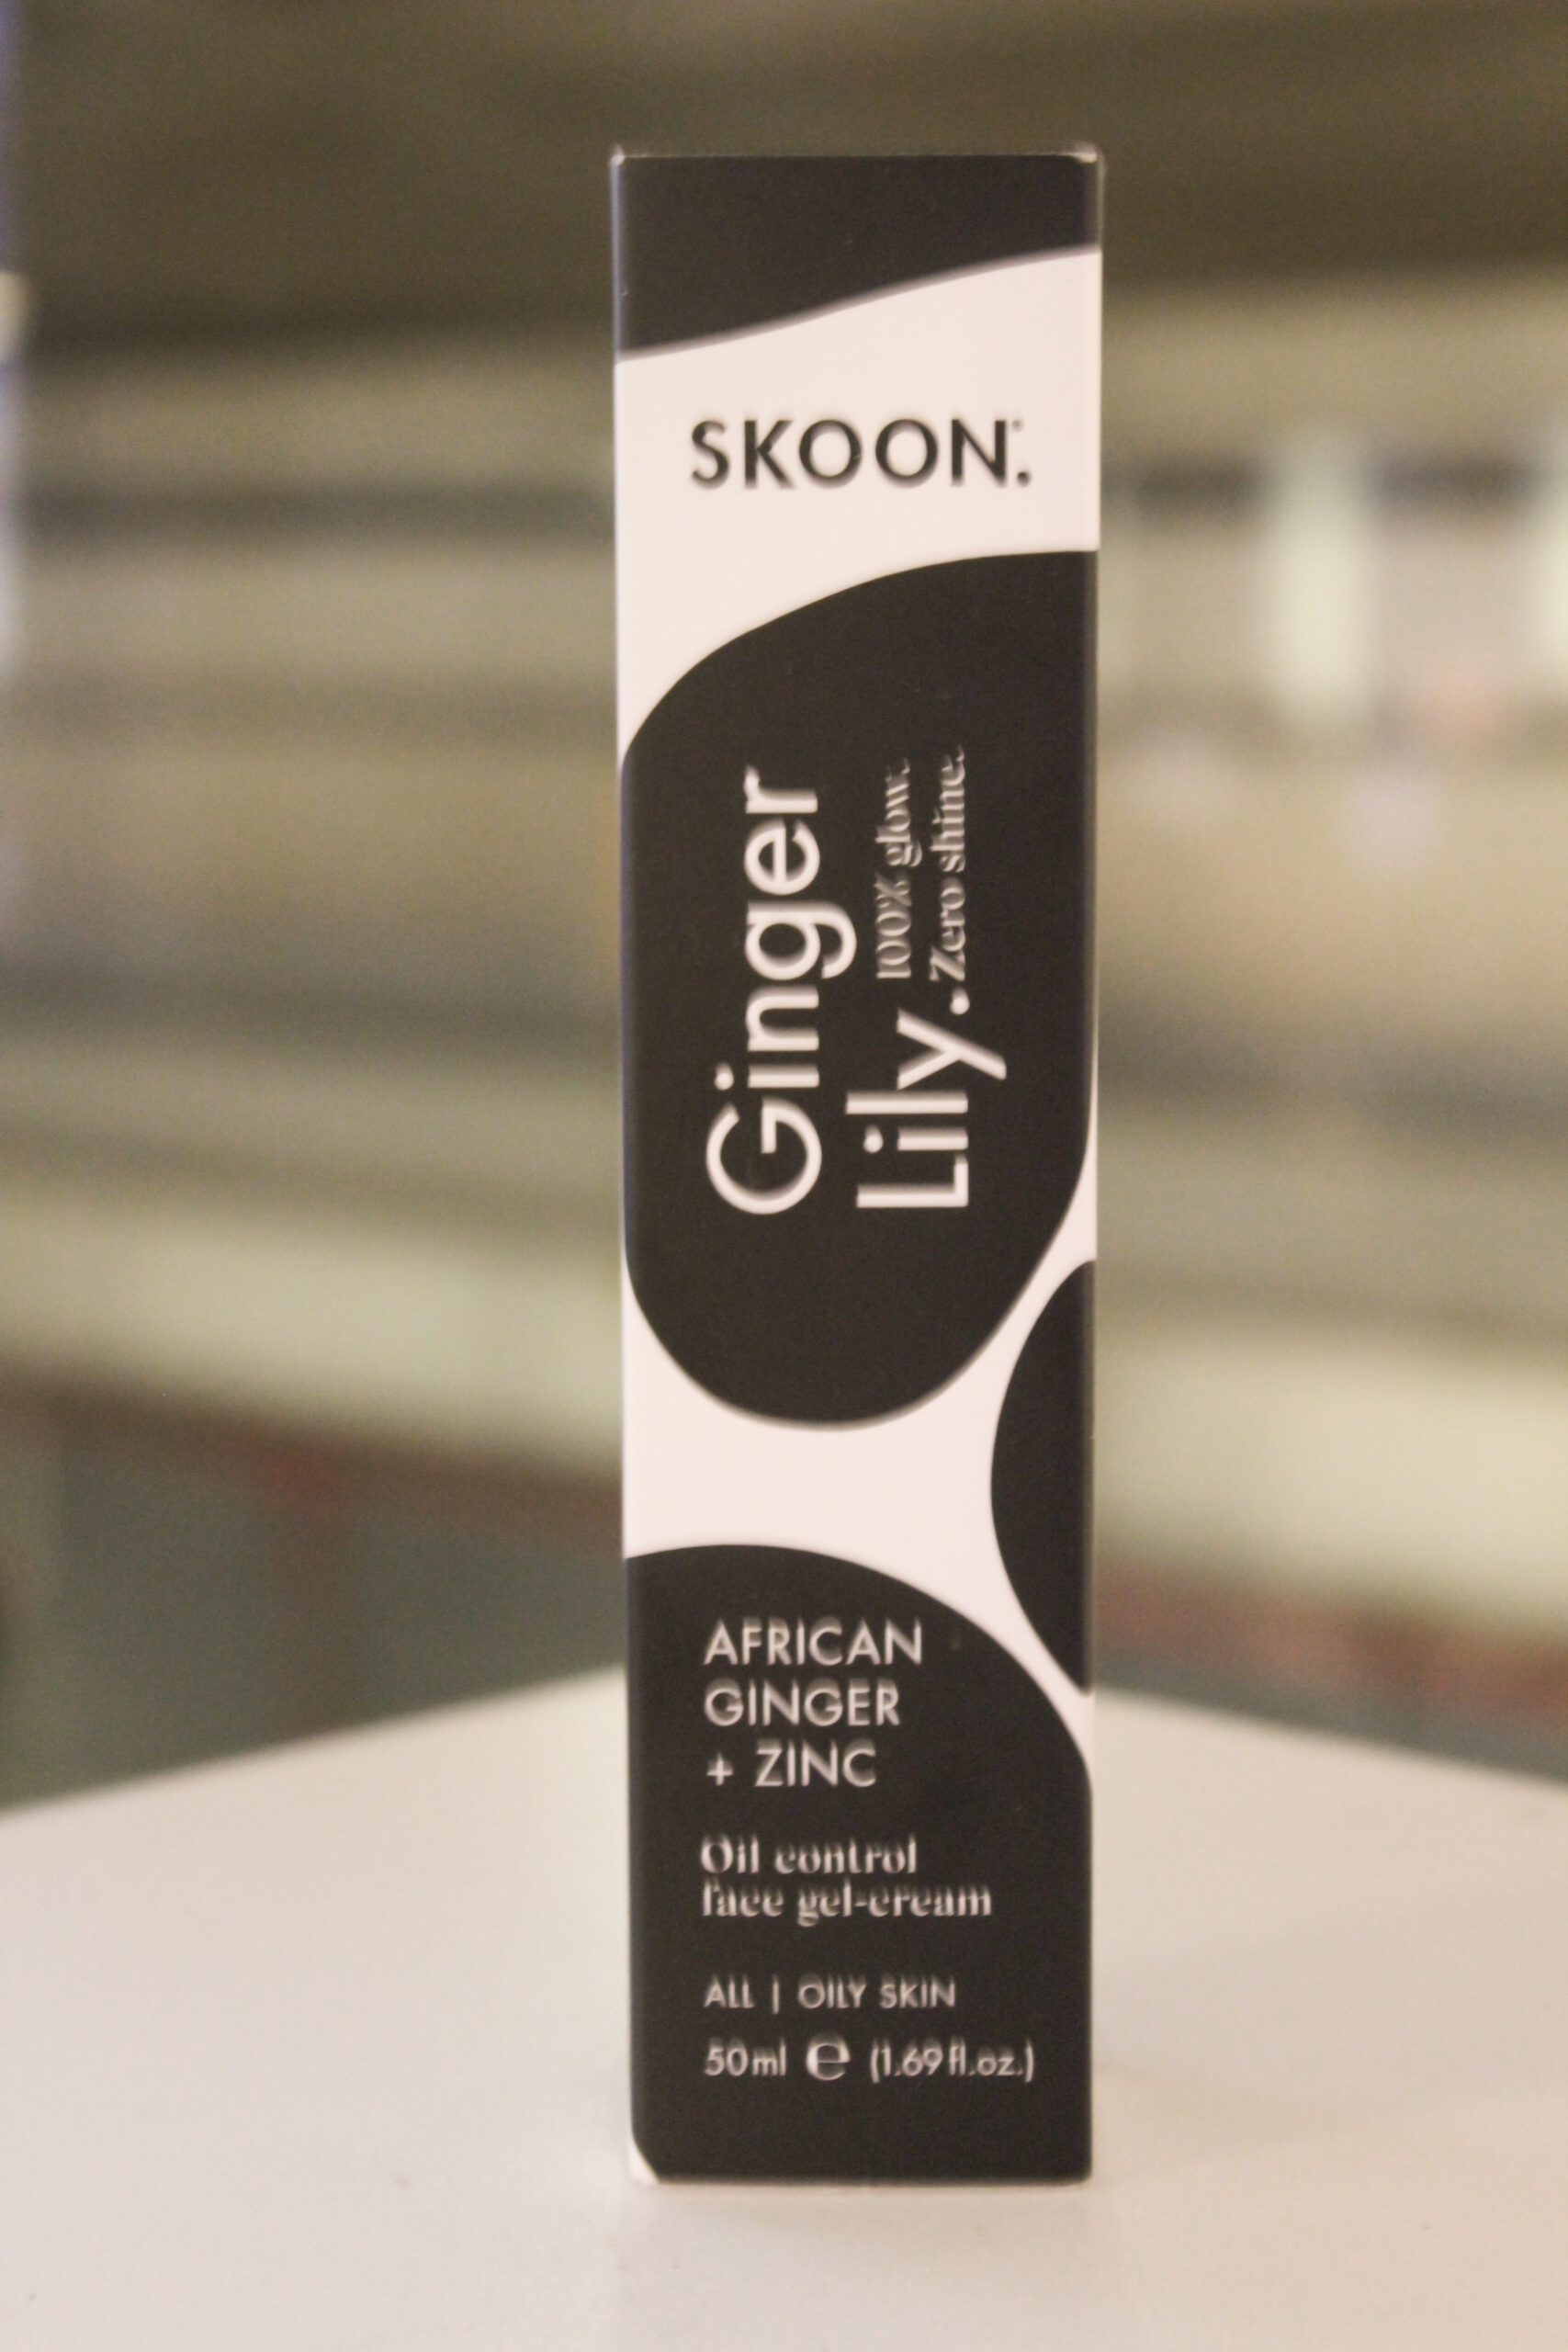 SKOON.
Ginger
Lily.
100% glow.
Zero shine.
AFRICAN
GINGER
+ ZINC
Oil control
face gel-cream
ALL | OILY SKIN
50ml ℮ (1.69 fl.oz.)